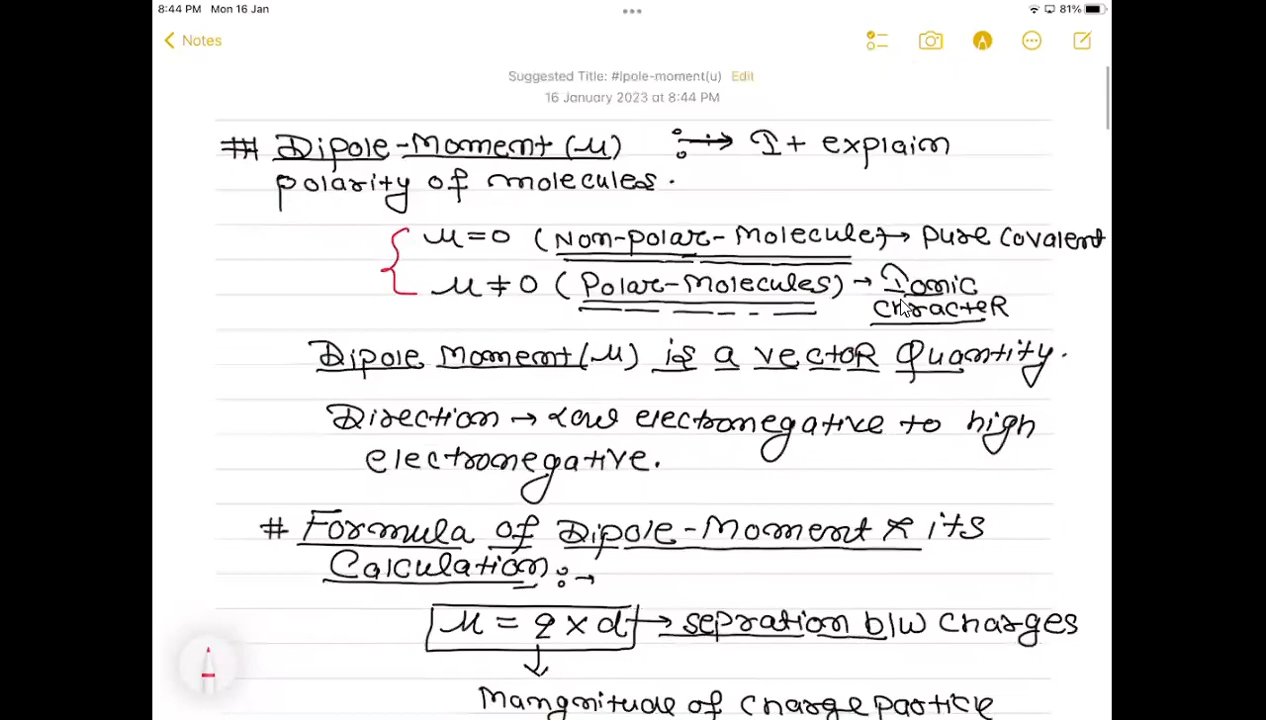 8:44 PM Mon 16 Jan
81%
Notes
Suggested Title: #Ipole-moment(u) Edit
16 January 2023 at 8:44 PM
# Dipole-Moment (μ) :→ It explain
polarity of molecules.
μ=0 (Non-polar-Molecule)→ pure covalent
μ≠0 (Polar-Molecules) → Ionic
character
Dipole Moment(μ) is a vector Quantity.
Direction → Low electronegative to high
electronegative.
# Formula of Dipole-Moment & its
Calculation :→
μ = q × d → sepration b/w charges
↓
Mangnitude of charge particle